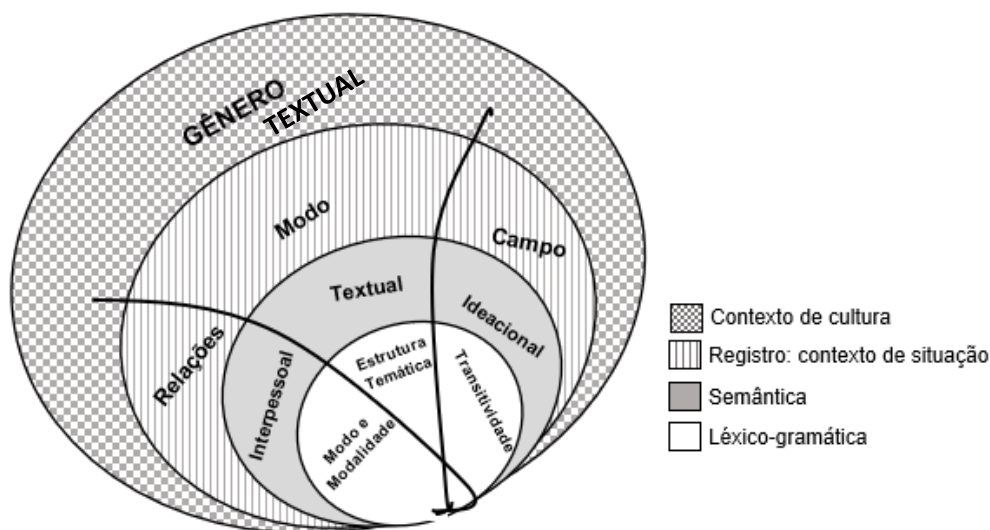 GÊNERO
TEXTUAL
Modo
Campo
Relações
Textual
Ideacional
Interpessoal
Estrutura
Temática
Transitividade
Modo e
Modalidade
Contexto de cultura
Registro: contexto de situação
Semântica
Léxico-gramática